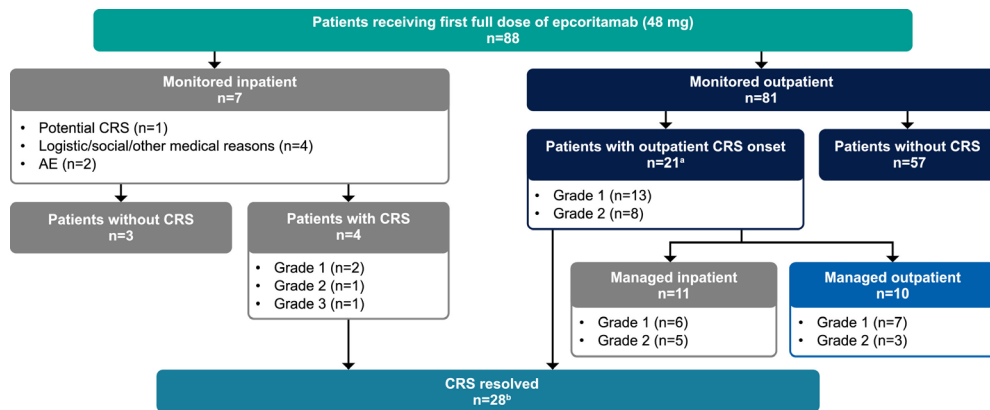 Patients receiving first full dose of epcoritamab (48 mg)
n=88
Monitored inpatient
n=7
• Potential CRS (n=1)
• Logistic/social/other medical reasons (n=4)
• AE (n=2)
Monitored outpatient
n=81
Patients with outpatient CRS onset
n=21ᵃ
• Grade 1 (n=13)
• Grade 2 (n=8)
Patients without CRS
n=57
Patients without CRS
n=3
Patients with CRS
n=4
• Grade 1 (n=2)
• Grade 2 (n=1)
• Grade 3 (n=1)
Managed inpatient
n=11
• Grade 1 (n=6)
• Grade 2 (n=5)
Managed outpatient
n=10
• Grade 1 (n=7)
• Grade 2 (n=3)
CRS resolved
n=28ᵇ